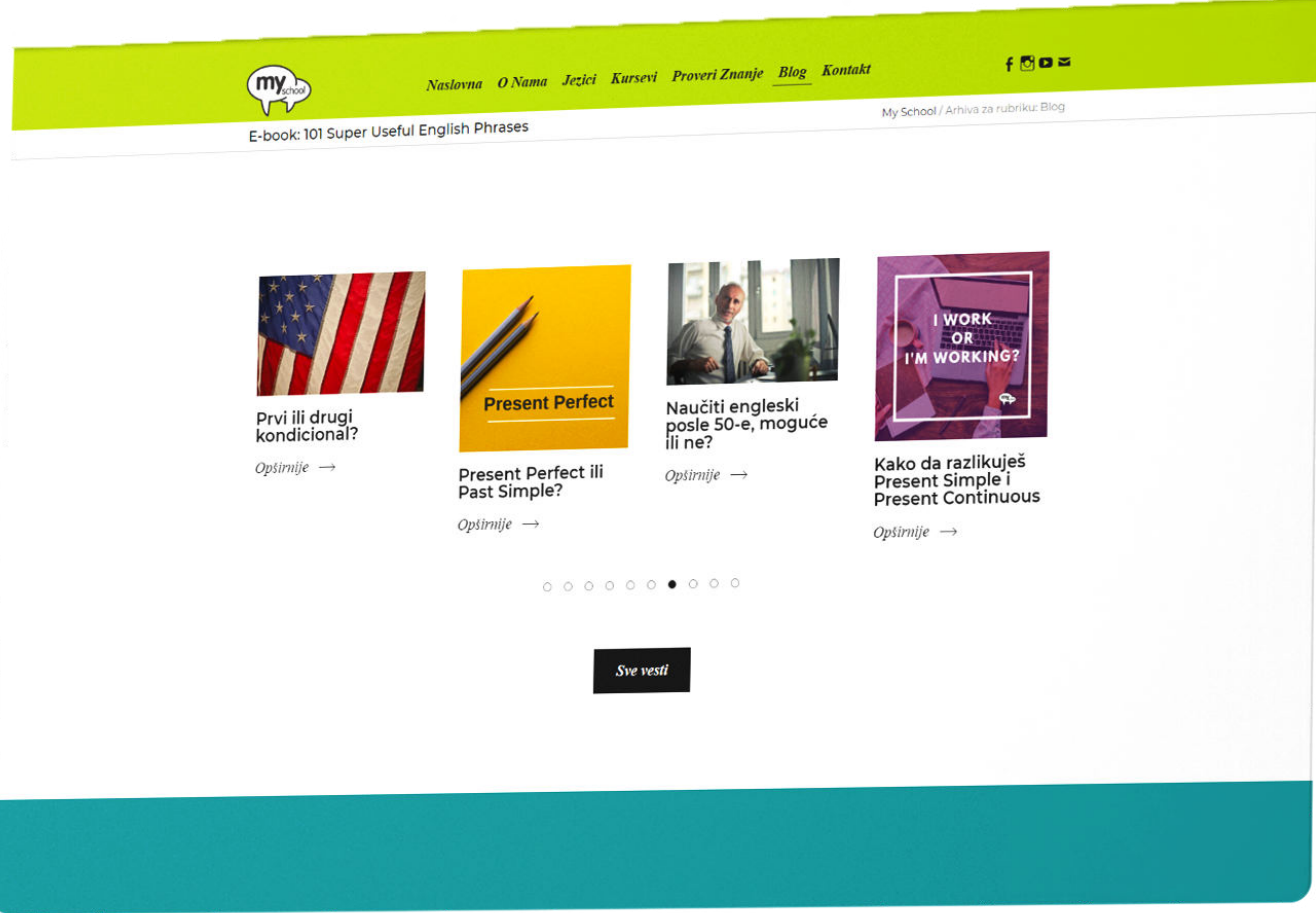 my
school
Naslovna O Nama Jezici Kursevi Proveri Znanje Blog Kontakt
E-book: 101 Super Useful English Phrases
My School / Arhiva za rubriku: Blog
Prvi ili drugi
kondicional?
Opširnije
Present Perfect
Present Perfect ili
Past Simple?
Opširnije
Naučiti engleski
posle 50-e, moguće
ili ne?
Opširnije
I WORK
OR
I'M WORKING?
my
Kako da razlikuješ
Present Simple i
Present Continuous
Opširnije
Sve vesti